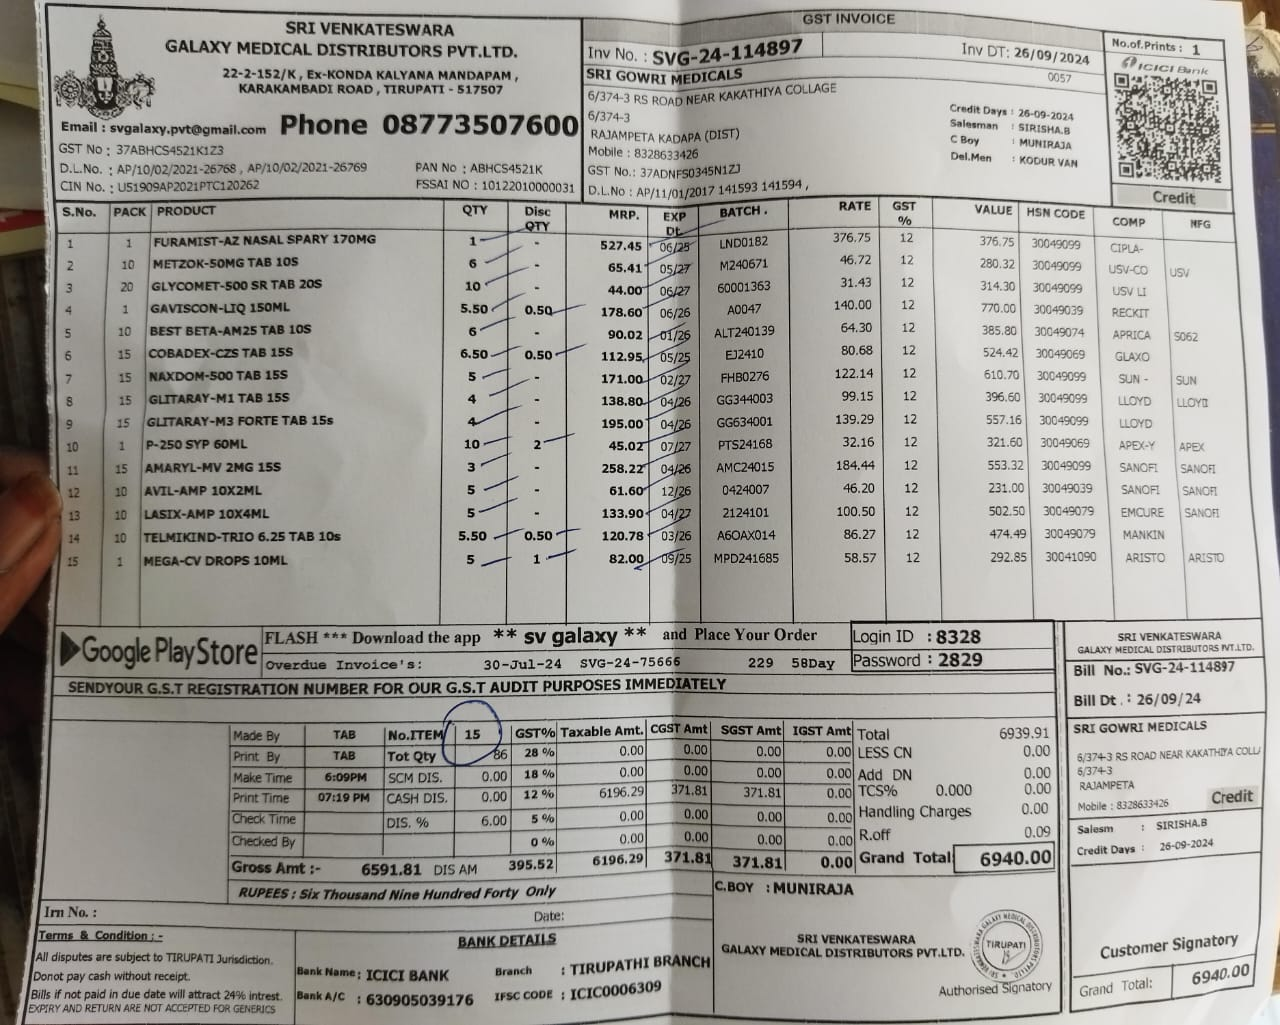 SRI VENKATESWARA
GALAXY MEDICAL DISTRIBUTORS PVT.LTD.
22-2-152/K , Ex-KONDA KALYANA MANDAPAM ,
KARAKAMBADI ROAD , TIRUPATI - 517507
Email : svgalaxy.pvt@gmail.com Phone 08773507600
GST No : 37ABHCS4521K1Z3
D.L.No. : AP/10/02/2021-26768 , AP/10/02/2021-26769 PAN No : ABHCS4521K
CIN No. : U51909AP2021PTC120262 FSSAI NO : 10122010000031
GST INVOICE
Inv No. : SVG-24-114897 Inv DT: 26/09/2024
SRI GOWRI MEDICALS 0057
6/374-3 RS ROAD NEAR KAKATHIYA COLLAGE
6/374-3
RAJAMPETA KADAPA (DIST)
Mobile : 8328633426
GST No.: 37ADNFS0345N1ZJ
D.L.No : AP/11/01/2017 141593 141594 ,
Credit Days : 26-09-2024
Salesman : SIRISHA.B
C Boy : MUNIRAJA
Del.Men : KODUR VAN
No.of.Prints : 1
ICICI Bank
Credit
S.No. PACK PRODUCT QTY Disc QTY MRP. EXP Dt. BATCH . RATE GST % VALUE HSN CODE COMP NFG
1 1 FURAMIST-AZ NASAL SPARY 170MG 1 - 527.45 06/25 LND0182 376.75 12 376.75 30049099 CIPLA-
2 10 METZOK-50MG TAB 10S 6 - 65.41 05/27 M240671 46.72 12 280.32 30049099 USV-CO USV
3 20 GLYCOMET-500 SR TAB 20S 10 - 44.00 06/27 60001363 31.43 12 314.30 30049099 USV LI
4 1 GAVISCON-LIQ 150ML 5.50 0.50 178.60 06/26 A0047 140.00 12 770.00 30049039 RECKIT
5 10 BEST BETA-AM25 TAB 10S 6 - 90.02 01/26 ALT240139 64.30 12 385.80 30049074 APRICA S062
6 15 COBADEX-CZS TAB 15S 6.50 0.50 112.95 05/25 EJ2410 80.68 12 524.42 30049069 GLAXO
7 15 NAXDOM-500 TAB 15S 5 - 171.00 02/27 FHB0276 122.14 12 610.70 30049099 SUN - SUN
8 15 GLITARAY-M1 TAB 15S 4 - 138.80 04/26 GG344003 99.15 12 396.60 30049099 LLOYD
9 15 GLITARAY-M3 FORTE TAB 15s 4 - 195.00 04/26 GG634001 139.29 12 557.16 30049099 LLOYD
10 1 P-250 SYP 60ML 10 2 45.02 07/27 PTS24168 32.16 12 321.60 30049069 APEX-Y APEX
11 15 AMARYL-MV 2MG 15S 3 - 258.22 04/26 AMC24015 184.44 12 553.32 30049099 SANOFI SANOFI
12 10 AVIL-AMP 10X2ML 5 - 61.60 12/26 0424007 46.20 12 231.00 30049039 SANOFI SANOFI
13 10 LASIX-AMP 10X4ML 5 - 133.90 04/27 2124101 100.50 12 502.50 30049079 EMCURE SANOFI
14 10 TELMIKIND-TRIO 6.25 TAB 10s 5.50 0.50 120.78 03/26 A6OAX014 86.27 12 474.49 30049079 MANKIN
15 1 MEGA-CV DROPS 10ML 5 1 82.00 09/25 MPD241685 58.57 12 292.85 30041090 ARISTO ARISTO
Google Play Store
FLASH *** Download the app ** sv galaxy ** and Place Your Order
Overdue Invoice's: 30-Jul-24 SVG-24-75666 229 58Day
Login ID : 8328
Password : 2829
SENDYOUR G.S.T REGISTRATION NUMBER FOR OUR G.S.T AUDIT PURPOSES IMMEDIATELY
Made By TAB No.ITEM 15 GST% Taxable Amt. CGST Amt SGST Amt IGST Amt
Print By TAB Tot Qty 86 28 % 0.00 0.00 0.00 0.00
Make Time 6:09PM SCM DIS. 0.00 18 % 0.00 0.00 0.00 0.00
Print Time 07:19 PM CASH DIS. 0.00 12 % 6196.29 371.81 371.81 0.00
Check Time DIS. % 6.00 5 % 0.00 0.00 0.00 0.00
Checked By 0 % 0.00 0.00 0.00 0.00
Gross Amt :- 6591.81 DIS AM 395.52 6196.29 371.81 371.81 0.00
RUPEES : Six Thousand Nine Hundred Forty Only
Total 6939.91
LESS CN 0.00
Add DN 0.00
TCS% 0.000 0.00
Handling Charges 0.00
R.off 0.09
Grand Total: 6940.00
Irn No. : Date:
Terms & Condition : -
All disputes are subject to TIRUPATI Jurisdiction.
Donot pay cash without receipt.
Bills if not paid in due date will attract 24% intrest.
EXPIRY AND RETURN ARE NOT ACCEPTED FOR GENERICS
BANK DETAILS
Bank Name: ICICI BANK Branch : TIRUPATHI BRANCH
Bank A/C : 630905039176 IFSC CODE : ICIC0006309
C.BOY : MUNIRAJA
SRI VENKATESWARA
GALAXY MEDICAL DISTRIBUTORS PVT.LTD.
TIRUPATI
Authorised Signatory
SRI VENKATESWARA
GALAXY MEDICAL DISTRIBUTORS PVT.LTD.
Bill No.: SVG-24-114897
Bill Dt . : 26/09/24
SRI GOWRI MEDICALS
6/374-3 RS ROAD NEAR KAKATHIYA COLL
6/374-3
RAJAMPETA
Mobile : 8328633426 Credit
Salesm : SIRISHA.B
Credit Days : 26-09-2024
Customer Signatory
Grand Total: 6940.00